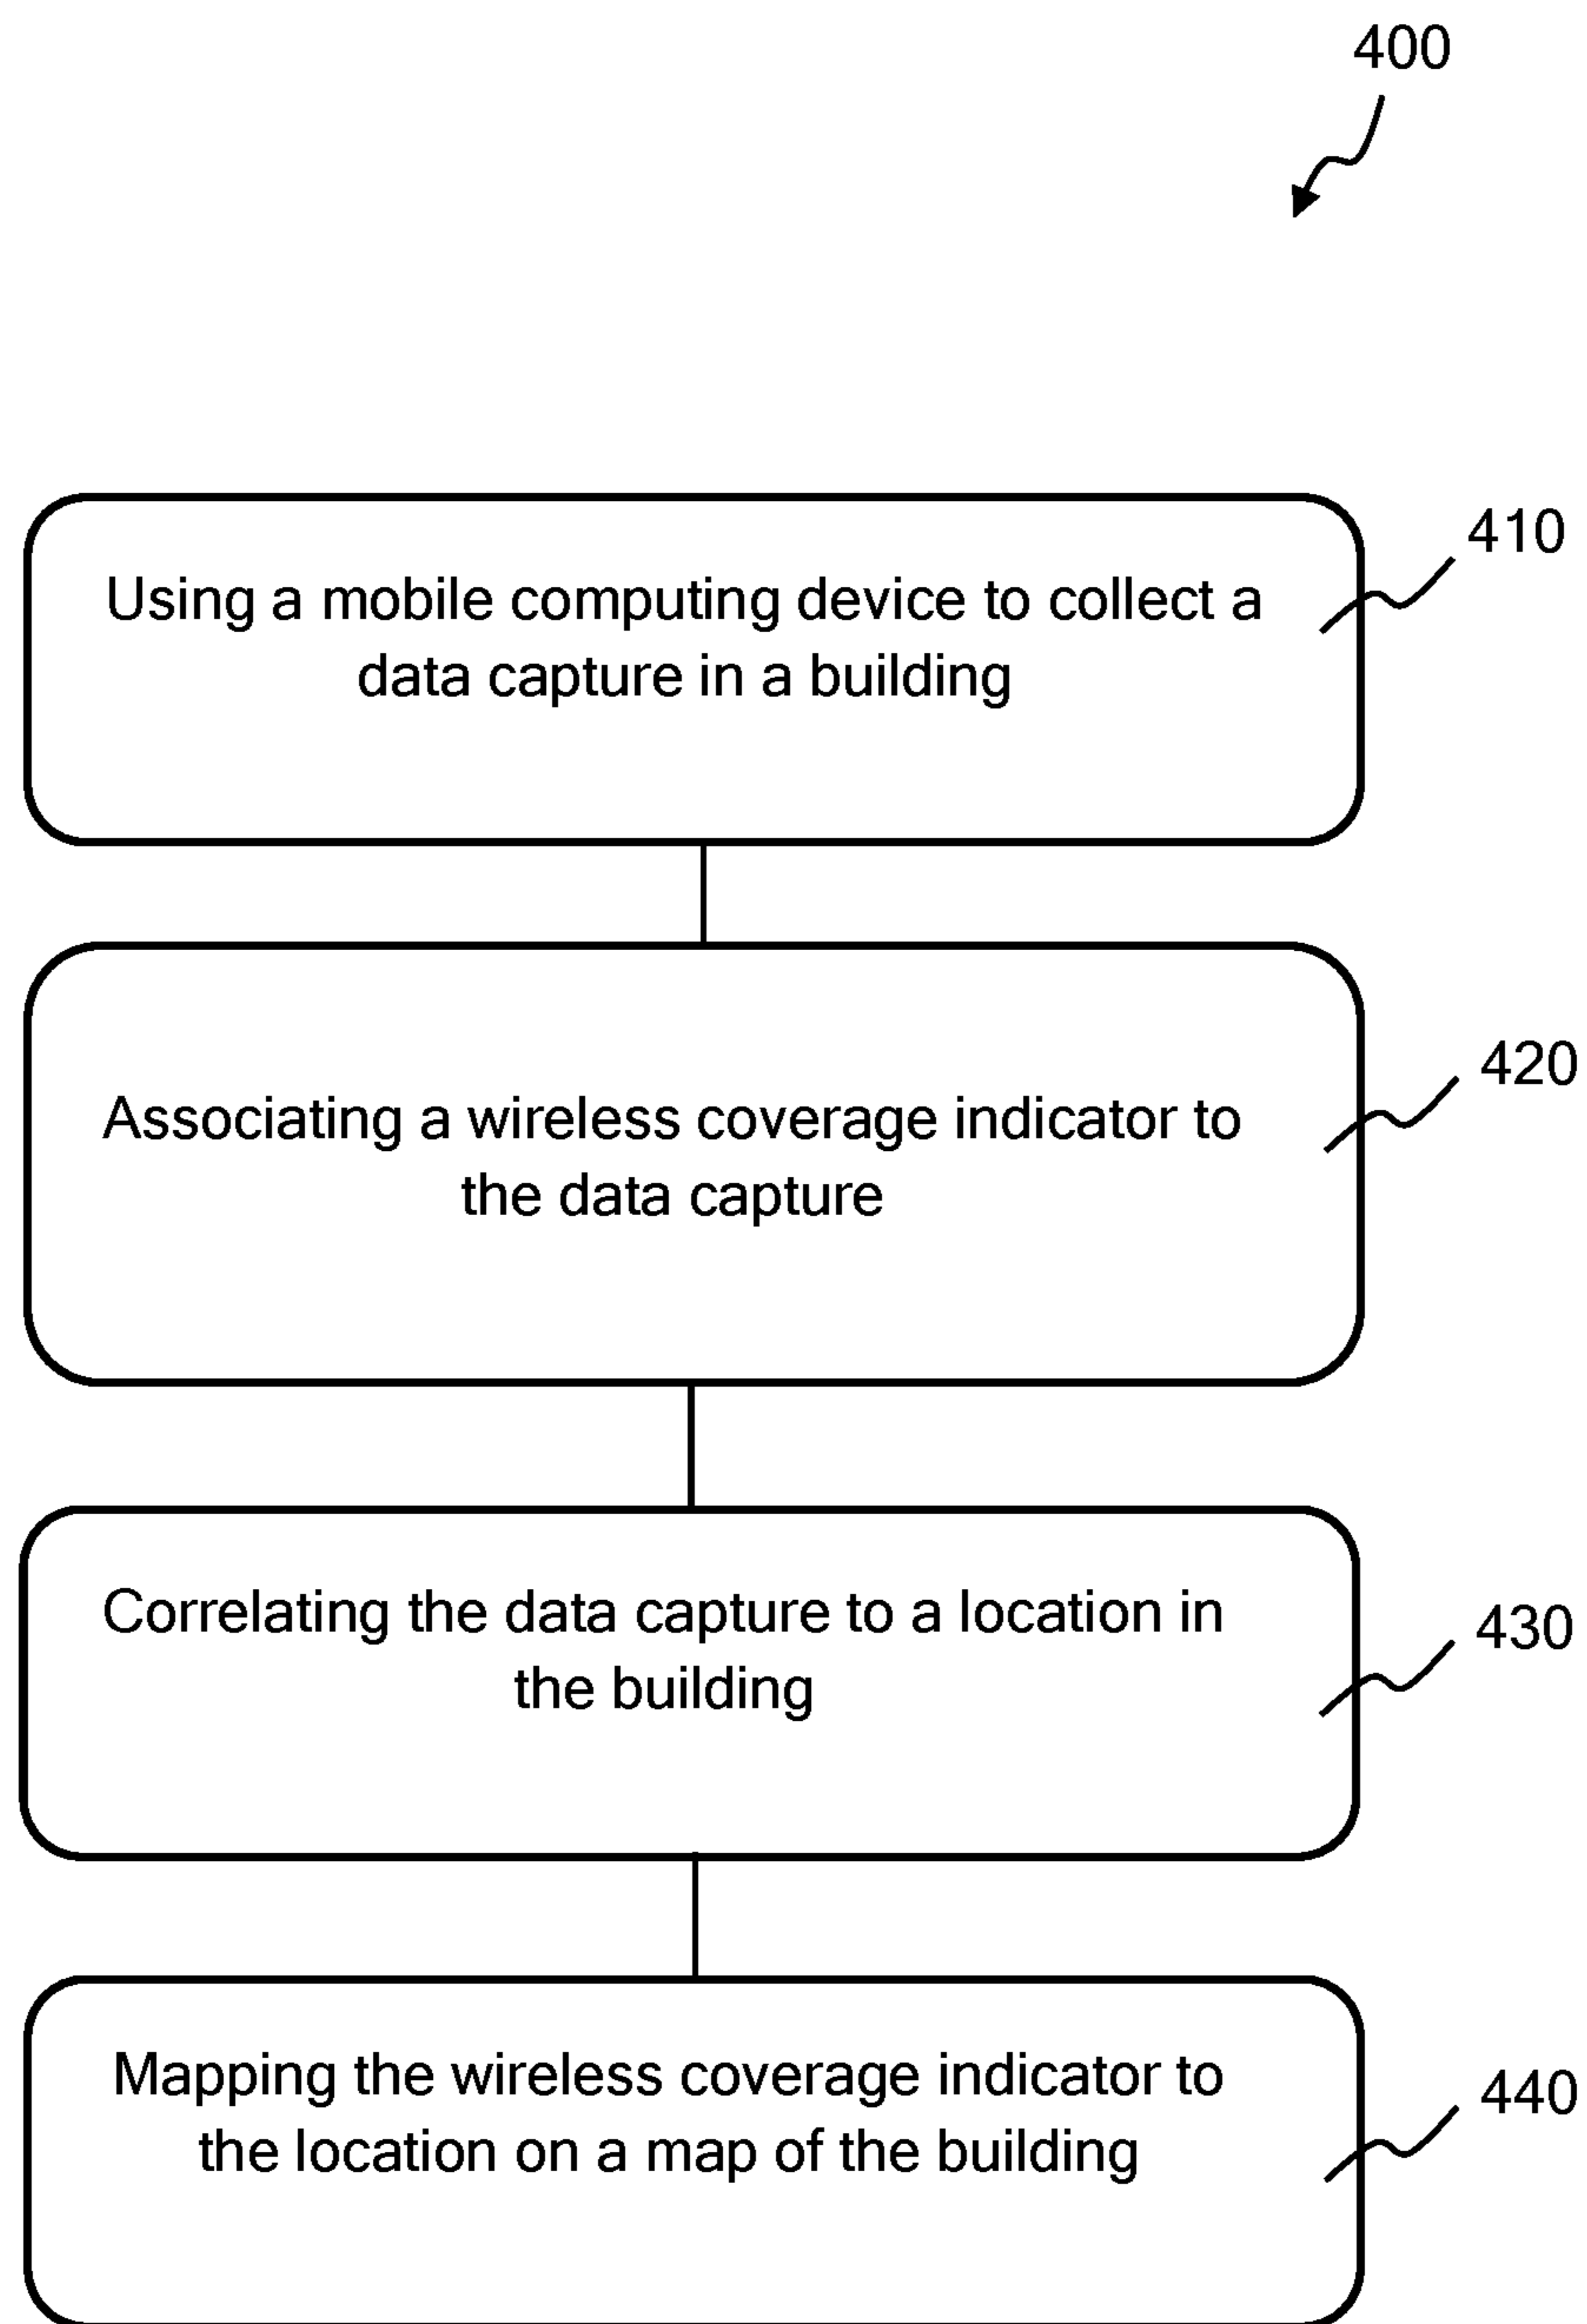 400
410
Using a mobile computing device to collect a
data capture in a building
420
Associating a wireless coverage indicator to
the data capture
430
Correlating the data capture to a location in
the building
440
Mapping the wireless coverage indicator to
the location on a map of the building